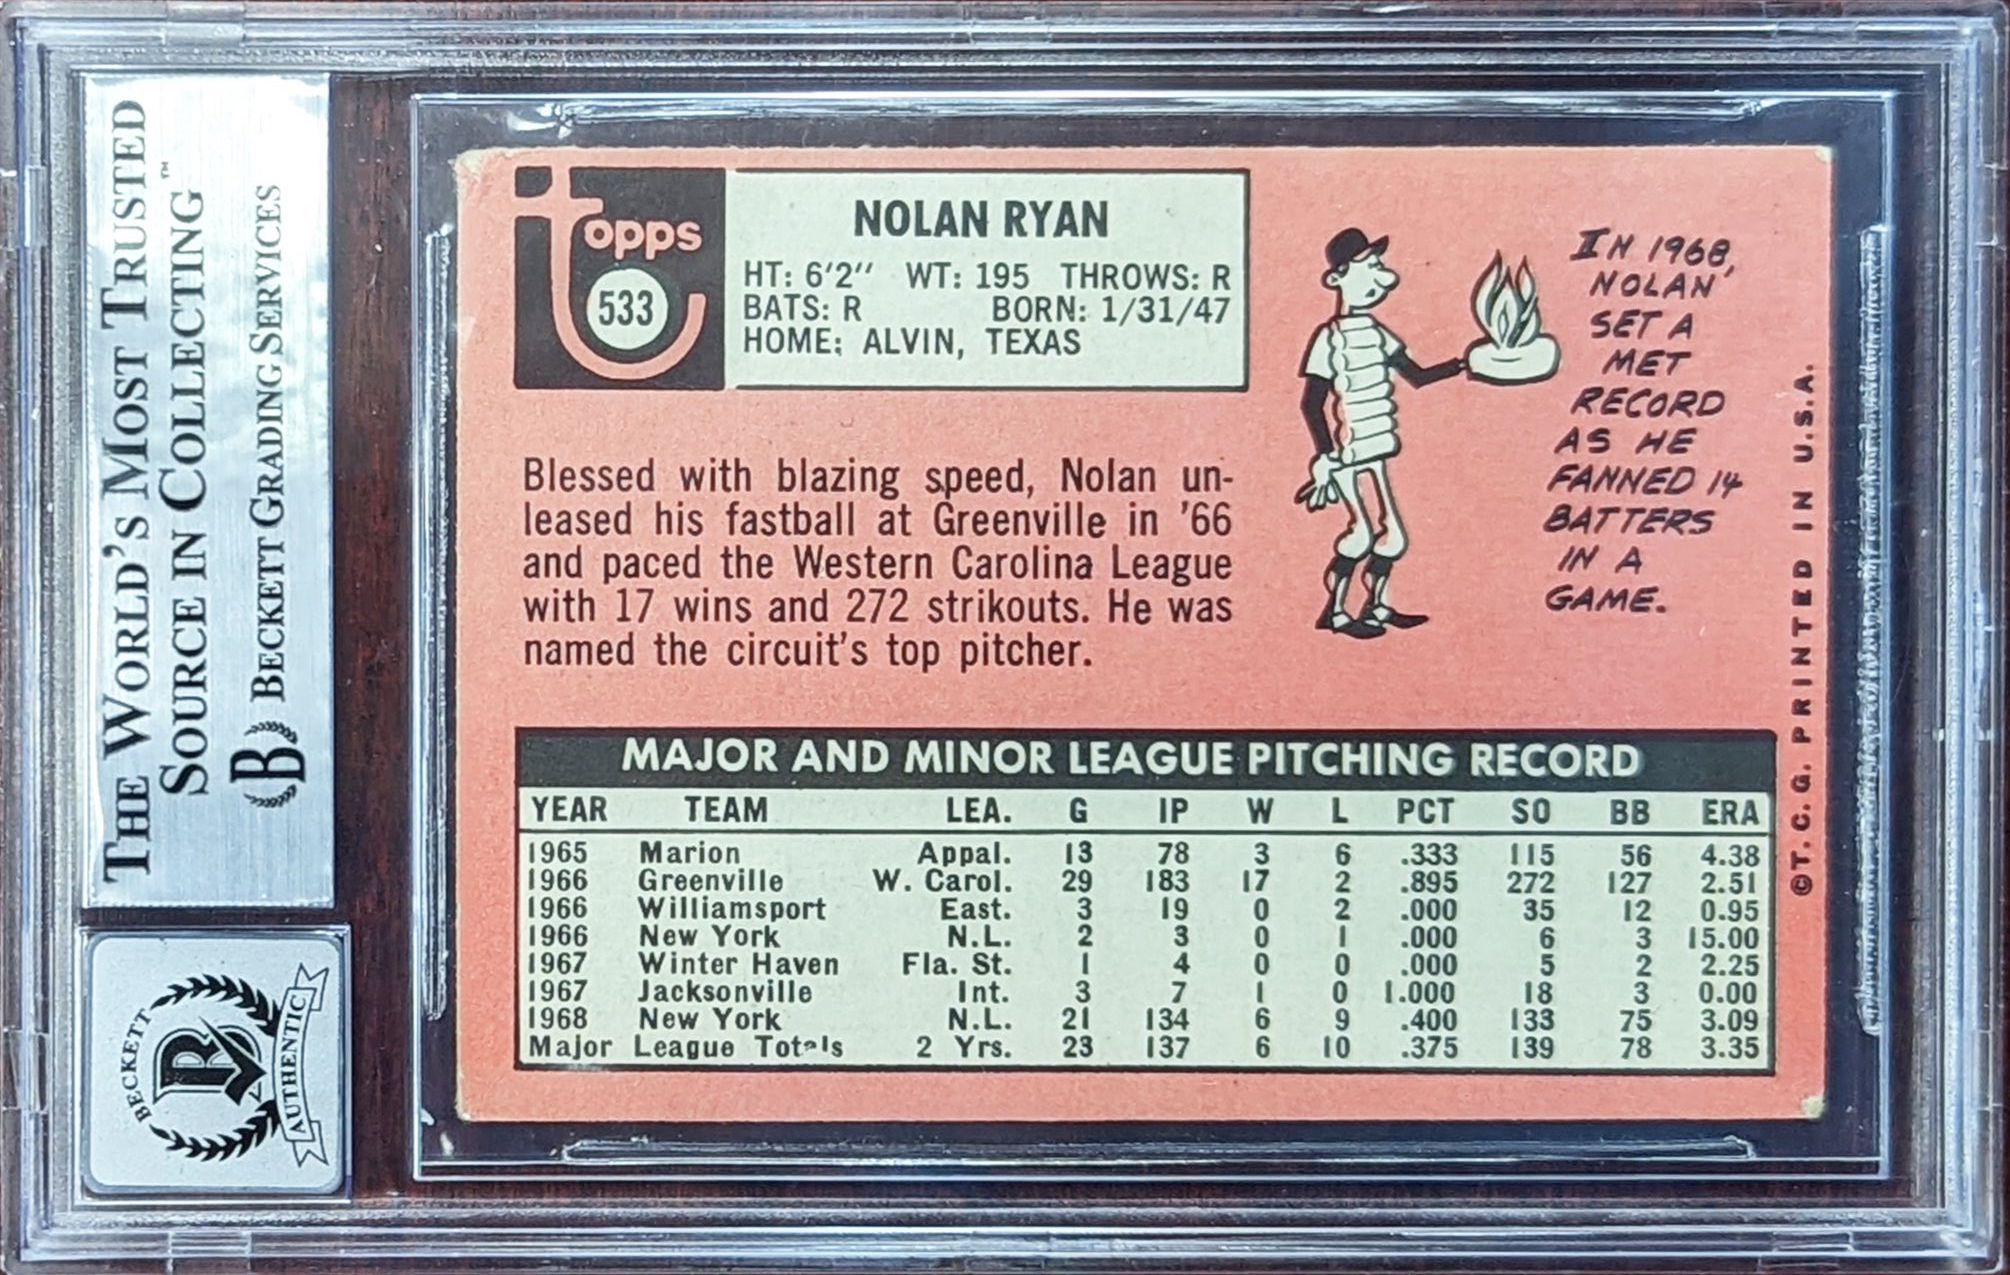 THE WORLD'S MOST TRUSTED
SOURCE IN COLLECTING™
B BECKETT GRADING SERVICES
BECKETT
B
AUTHENTIC
topps
533
NOLAN RYAN
HT: 6'2" WT: 195 THROWS: R
BATS: R BORN: 1/31/47
HOME: ALVIN, TEXAS
IN 1968,
NOLAN
SET A
MET
RECORD
AS HE
FANNED 14
BATTERS
IN A
GAME.
Blessed with blazing speed, Nolan un-
leased his fastball at Greenville in '66
and paced the Western Carolina League
with 17 wins and 272 strikouts. He was
named the circuit's top pitcher.
MAJOR AND MINOR LEAGUE PITCHING RECORD
YEAR TEAM LEA. G IP W L PCT SO BB ERA
1965 Marion Appal. 13 78 3 6 .333 115 56 4.38
1966 Greenville W. Carol. 29 183 17 2 .895 272 127 2.51
1966 Williamsport East. 3 19 0 2 .000 35 12 0.95
1966 New York N.L. 2 3 0 1 .000 6 3 15.00
1967 Winter Haven Fla. St. 1 4 0 0 .000 5 2 2.25
1967 Jacksonville Int. 3 7 1 0 1.000 18 3 0.00
1968 New York N.L. 21 134 6 9 .400 133 75 3.09
Major League Totals 2 Yrs. 23 137 6 10 .375 139 78 3.35
©T.C.G. PRINTED IN U.S.A.